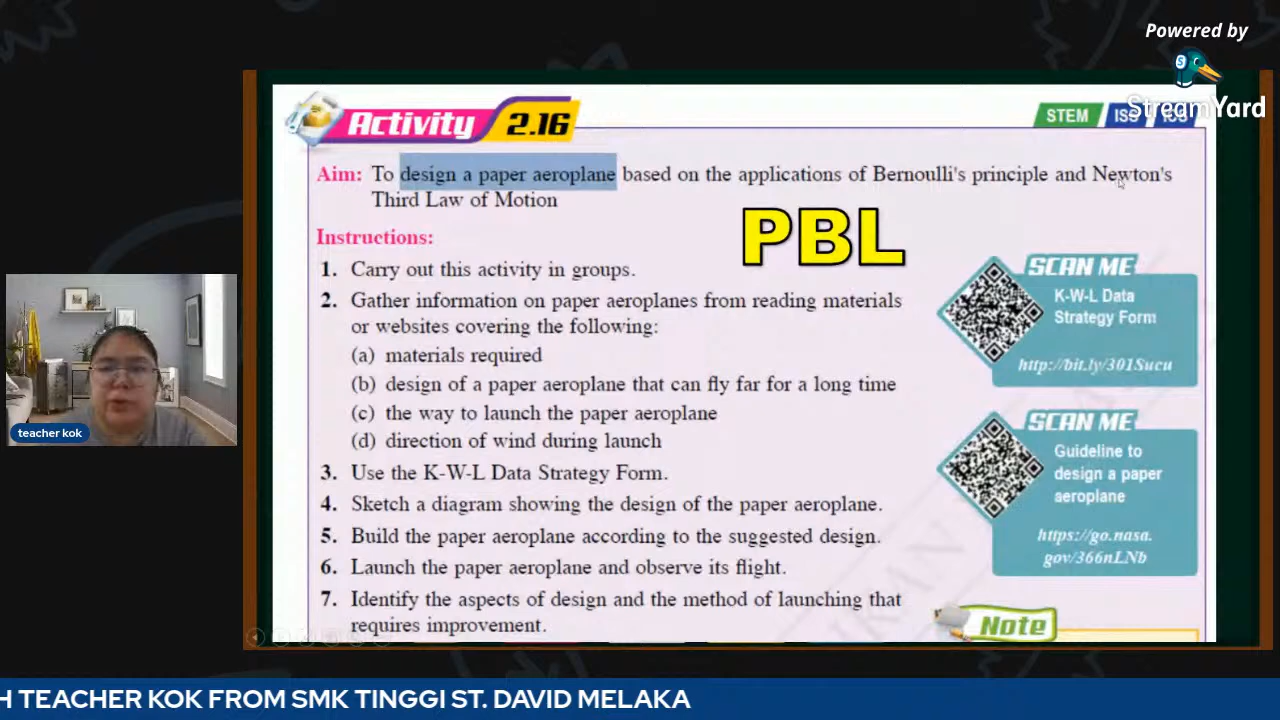 Powered by
StreamYard
Activity 2.16
STEM ISS
Aim: To design a paper aeroplane based on the applications of Bernoulli's principle and Newton's
Third Law of Motion
PBL
Instructions:
1. Carry out this activity in groups.
2. Gather information on paper aeroplanes from reading materials
or websites covering the following:
(a) materials required
(b) design of a paper aeroplane that can fly far for a long time
(c) the way to launch the paper aeroplane
(d) direction of wind during launch
3. Use the K-W-L Data Strategy Form.
4. Sketch a diagram showing the design of the paper aeroplane.
5. Build the paper aeroplane according to the suggested design.
6. Launch the paper aeroplane and observe its flight.
7. Identify the aspects of design and the method of launching that
requires improvement.
SCAN ME
K-W-L Data
Strategy Form
http://bit.ly/301Sucu
SCAN ME
Guideline to
design a paper
aeroplane
https://go.nasa.
gov/366nLNb
Note
teacher kok
H TEACHER KOK FROM SMK TINGGI ST. DAVID MELAKA